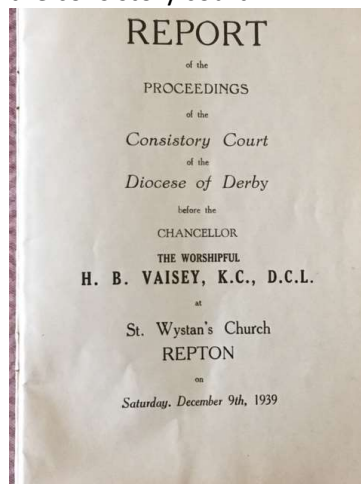 REPORT
of the
PROCEEDINGS
of the
Consistory Court
of the
Diocese of Derby
before the
CHANCELLOR
THE WORSHIPFUL
H. B. VAISEY, K.C., D.C.L.
at
St. Wystan's Church
REPTON
on
Saturday, December 9th, 1939